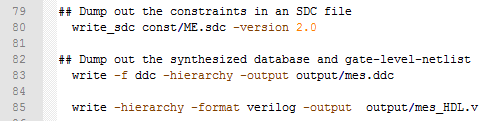 79 ## Dump out the constraints in an SDC file
80 write_sdc const/ME.sdc -version 2.0
81
82 ## Dump out the synthesized database and gate-level-netlist
83 write -f ddc -hierarchy -output output/mes.ddc
84
85 write -hierarchy -format verilog -output  output/mes_HDL.v
86